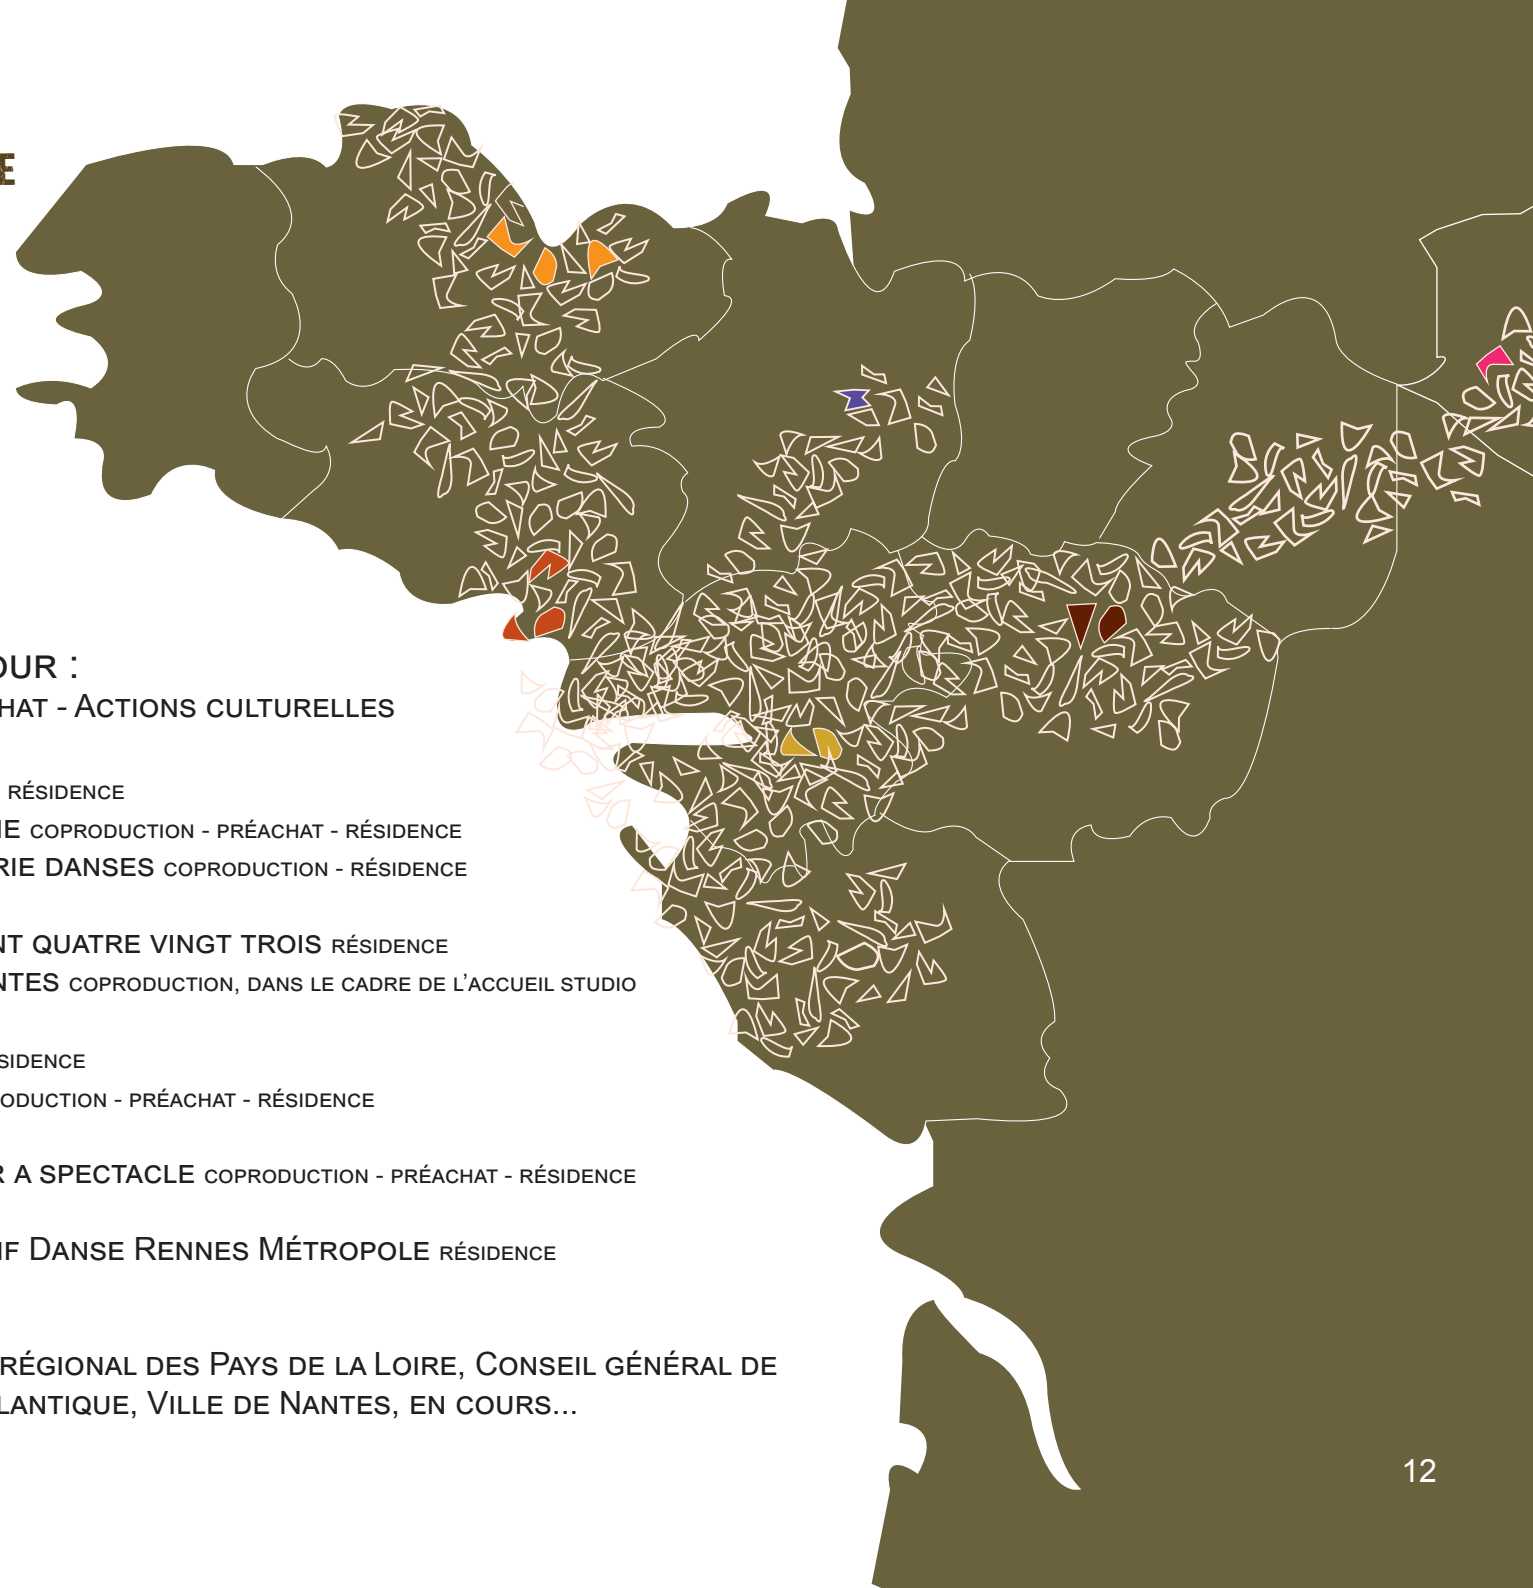 E
OUR :
HAT - ACTIONS CULTURELLES
RÉSIDENCE
IE COPRODUCTION - PRÉACHAT - RÉSIDENCE
RIE DANSES COPRODUCTION - RÉSIDENCE
NT QUATRE VINGT TROIS RÉSIDENCE
NTES COPRODUCTION, DANS LE CADRE DE L'ACCUEIL STUDIO
SIDENCE
ODUCTION - PRÉACHAT - RÉSIDENCE
R A SPECTACLE COPRODUCTION - PRÉACHAT - RÉSIDENCE
IF DANSE RENNES MÉTROPOLE RÉSIDENCE
RÉGIONAL DES PAYS DE LA LOIRE, CONSEIL GÉNÉRAL DE
LANTIQUE, VILLE DE NANTES, EN COURS...
12